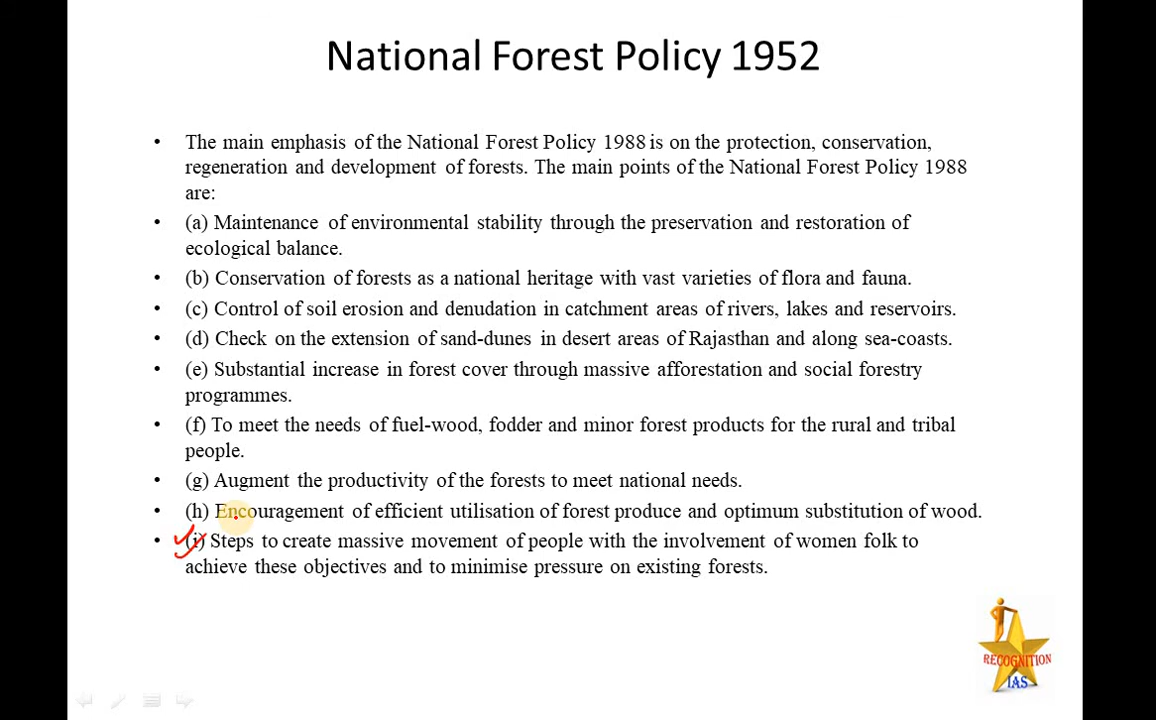 National Forest Policy 1952
• The main emphasis of the National Forest Policy 1988 is on the protection, conservation,
regeneration and development of forests. The main points of the National Forest Policy 1988
are:
• (a) Maintenance of environmental stability through the preservation and restoration of
ecological balance.
• (b) Conservation of forests as a national heritage with vast varieties of flora and fauna.
• (c) Control of soil erosion and denudation in catchment areas of rivers, lakes and reservoirs.
• (d) Check on the extension of sand-dunes in desert areas of Rajasthan and along sea-coasts.
• (e) Substantial increase in forest cover through massive afforestation and social forestry
programmes.
• (f) To meet the needs of fuel-wood, fodder and minor forest products for the rural and tribal
people.
• (g) Augment the productivity of the forests to meet national needs.
• (h) Encouragement of efficient utilisation of forest produce and optimum substitution of wood.
• (i) Steps to create massive movement of people with the involvement of women folk to
achieve these objectives and to minimise pressure on existing forests.
RECOGNITION
IAS